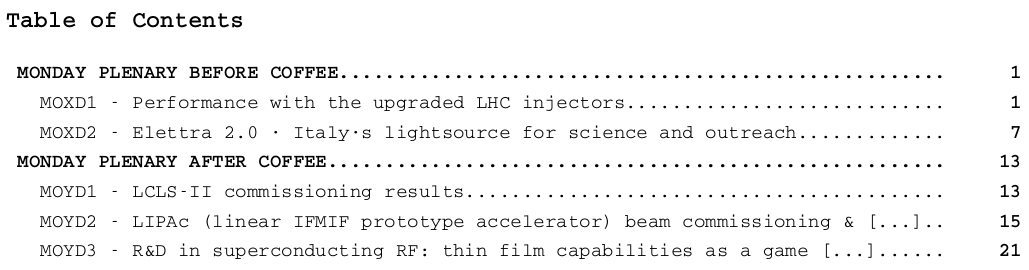 Table of Contents
MONDAY PLENARY BEFORE COFFEE.................................................... 1
MOXD1 - Performance with the upgraded LHC injectors............................ 1
MOXD2 - Elettra 2.0 · Italy·s lightsource for science and outreach............. 7
MONDAY PLENARY AFTER COFFEE..................................................... 13
MOYD1 - LCLS-II commissioning results.......................................... 13
MOYD2 - LIPAc (linear IFMIF prototype accelerator) beam commissioning & [...].. 15
MOYD3 - R&D in superconducting RF: thin film capabilities as a game [...]...... 21